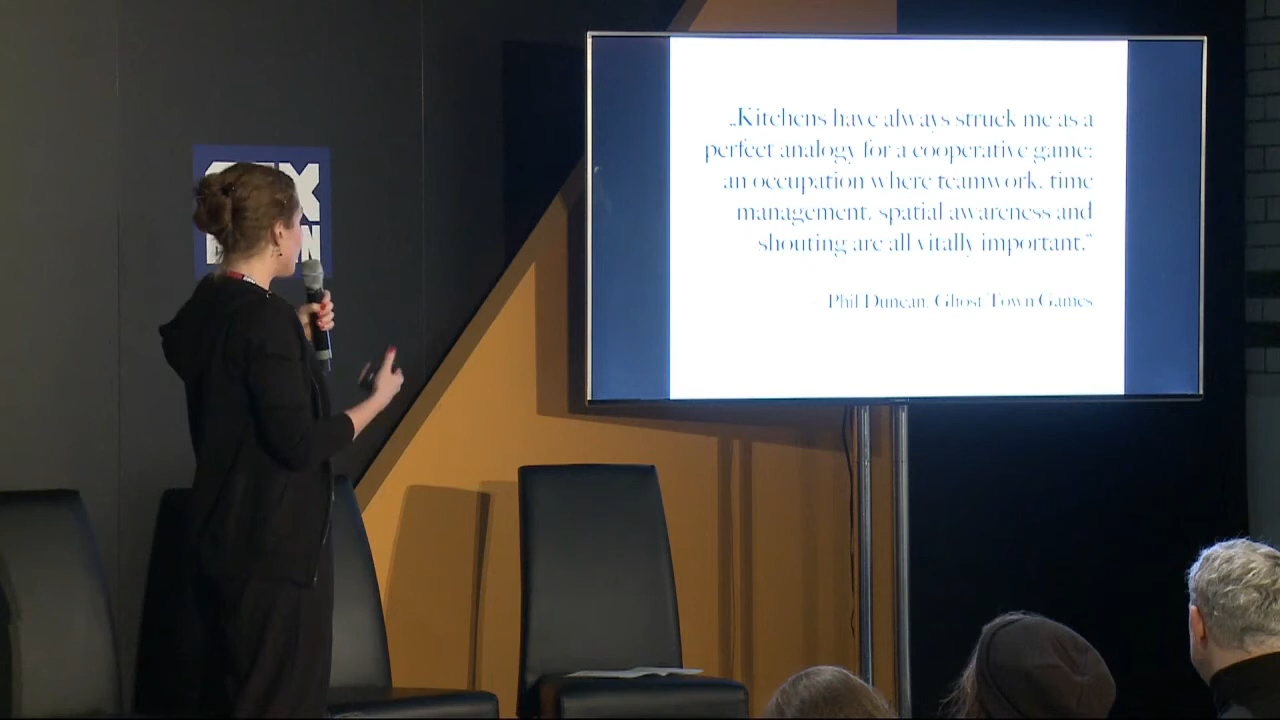 „Kitchens have always struck me as a
perfect analogy for a cooperative game:
an occupation where teamwork, time
management, spatial awareness and
shouting are all vitally important.“
– Phil Duncan, Ghost Town Games